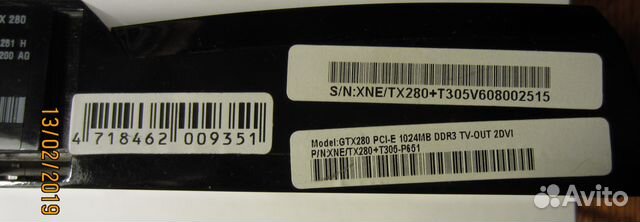 X 280
261 H
200 AG
13/02/2019
4 718462 009351
S/N:XNE/TX280+T305V608002515
Model:GTX280 PCI-E 1024MB DDR3 TV-OUT 2DVI
P/N:XNE/TX280+T305-P651
Avito